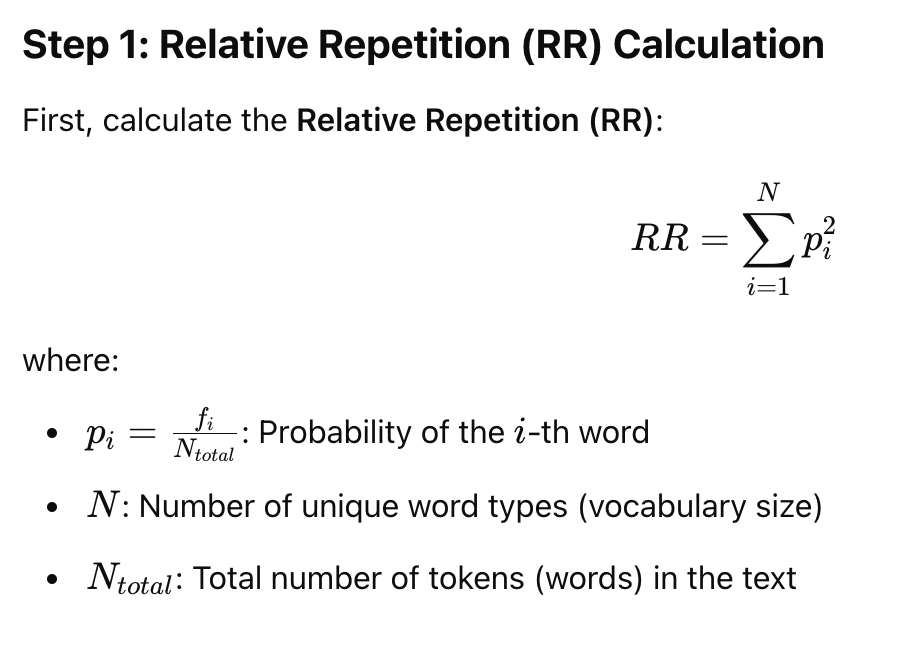 Step 1: Relative Repetition (RR) Calculation
First, calculate the Relative Repetition (RR):
$$RR = \sum_{i=1}^{N} p_i^2$$
where:
• $p_i = \frac{f_i}{N_{total}}$: Probability of the $i$-th word
• $N$: Number of unique word types (vocabulary size)
• $N_{total}$: Total number of tokens (words) in the text